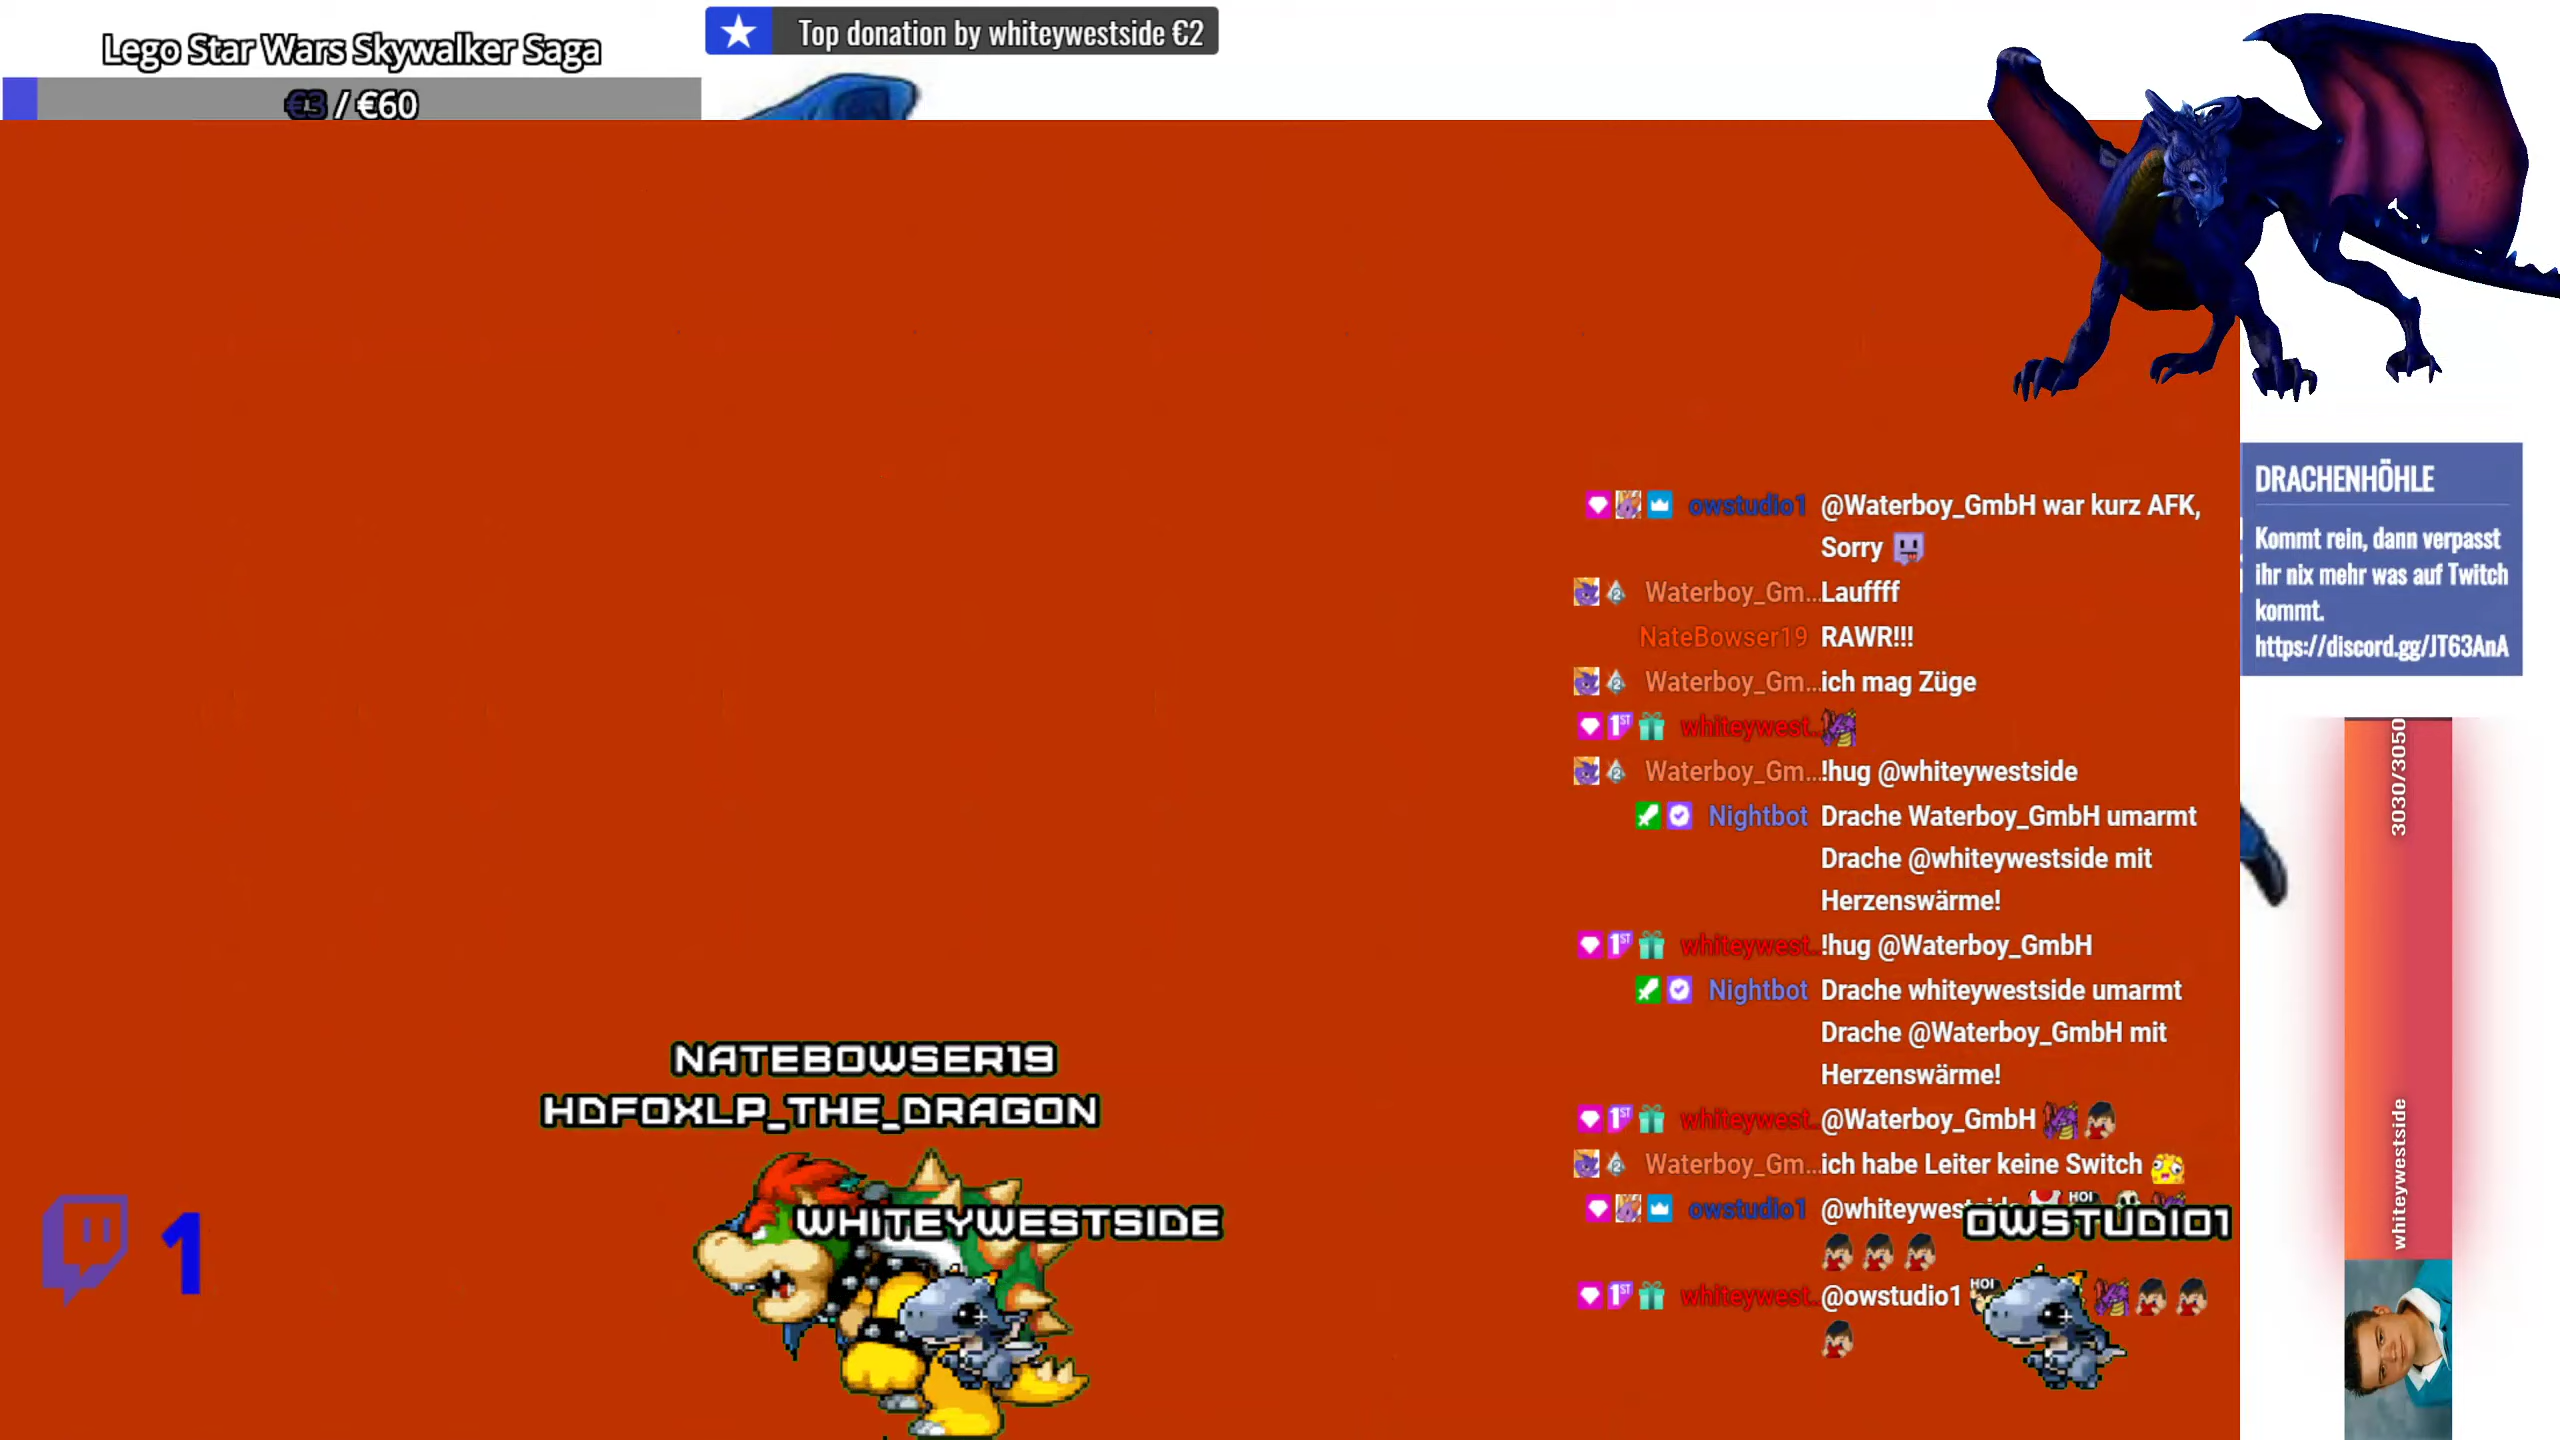 Lego Star Wars Skywalker Saga
€3 / €60
Top donation by whiteywestside €2
owstudio1 @Waterboy_GmbH war kurz AFK,
Sorry
Waterboy_Gm... Lauffff
NateBowser19 RAWR!!!
Waterboy_Gm... ich mag Züge
whiteywest...
Waterboy_Gm... !hug @whiteywestside
Nightbot Drache Waterboy_GmbH umarmt
Drache @whiteywestside mit
Herzenswärme!
whiteywest... !hug @Waterboy_GmbH
Nightbot Drache whiteywestside umarmt
Drache @Waterboy_GmbH mit
Herzenswärme!
whiteywest... @Waterboy_GmbH
Waterboy_Gm... ich habe Leiter keine Switch
owstudio1 HOI
whiteywest... @owstudio1 HOI
DRACHENHÖHLE
Kommt rein, dann verpasst
ihr nix mehr was auf Twitch
kommt.
https://discord.gg/JT63AnA
3030/3050
whiteywestside
NATEBOWSER19
HDFOXLP_THE_DRAGON
WHITEYWESTSIDE
OWSTUDIO1
1